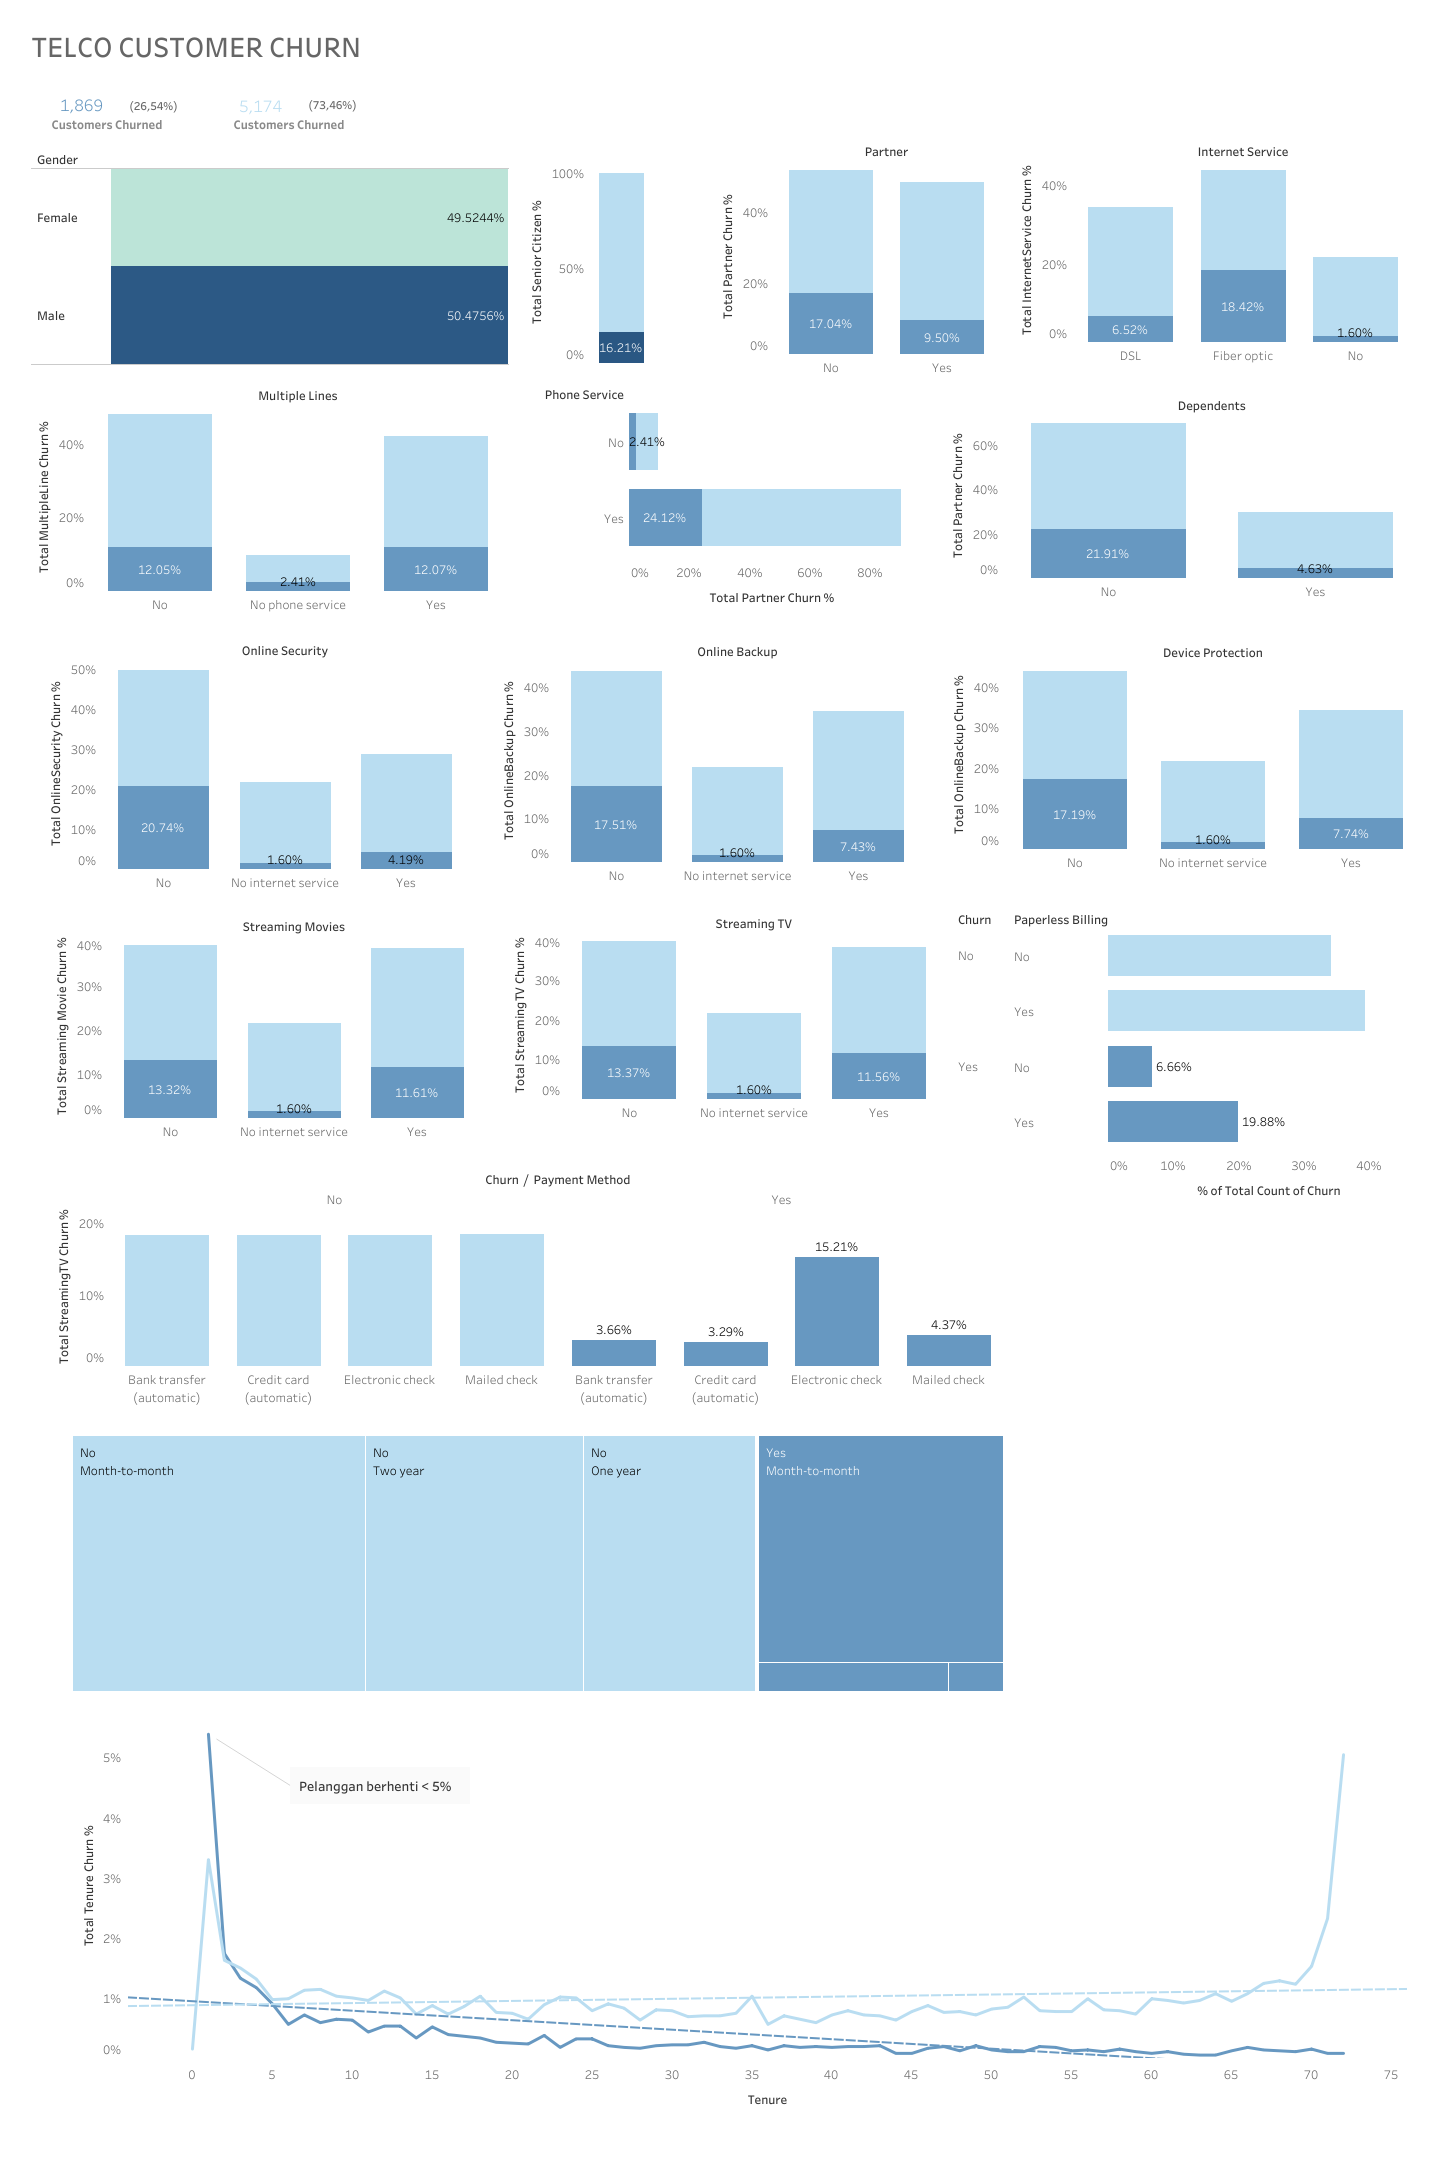 TELCO CUSTOMER CHURN
1,869 (26,54%) 5,174 (73,46%)
Customers Churned Customers Churned
Gender
Female 49.5244%
Male 50.4756%
Total Senior Citizen %
100%
50%
0%
16.21%
Partner
Total Partner Churn %
40%
20%
0%
17.04% 9.50%
No Yes
Internet Service
Total InternetService Churn %
40%
20%
0%
6.52% 18.42% 1.60%
DSL Fiber optic No
Multiple Lines
Total MultipleLine Churn %
40%
20%
0%
12.05% 2.41% 12.07%
No No phone service Yes
Phone Service
No 2.41%
Yes 24.12%
0% 20% 40% 60% 80%
Total Partner Churn %
Dependents
Total Partner Churn %
60%
40%
20%
0%
21.91% 4.63%
No Yes
Online Security
Total OnlineSecurity Churn %
50%
40%
30%
20%
10%
0%
20.74% 1.60% 4.19%
No No internet service Yes
Online Backup
Total OnlineBackup Churn %
40%
30%
20%
10%
0%
17.51% 1.60% 7.43%
No No internet service Yes
Device Protection
Total OnlineBackup Churn %
40%
30%
20%
10%
0%
17.19% 1.60% 7.74%
No No internet service Yes
Streaming Movies
Total Streaming Movie Churn %
40%
30%
20%
10%
0%
13.32% 1.60% 11.61%
No No internet service Yes
Streaming TV
Total StreamingTV Churn %
40%
30%
20%
10%
0%
13.37% 1.60% 11.56%
No No internet service Yes
Churn Paperless Billing
No No
Yes
Yes No 6.66%
Yes 19.88%
0% 10% 20% 30% 40%
% of Total Count of Churn
Churn / Payment Method
No Yes
Total StreamingTV Churn %
20%
10%
0%
3.66% 3.29% 15.21% 4.37%
Bank transfer Credit card Electronic check Mailed check Bank transfer Credit card Electronic check Mailed check
(automatic) (automatic) (automatic) (automatic)
No No No Yes
Month-to-month Two year One year Month-to-month
Total Tenure Churn %
5%
4%
3%
2%
1%
0%
Pelanggan berhenti < 5%
0 5 10 15 20 25 30 35 40 45 50 55 60 65 70 75
Tenure